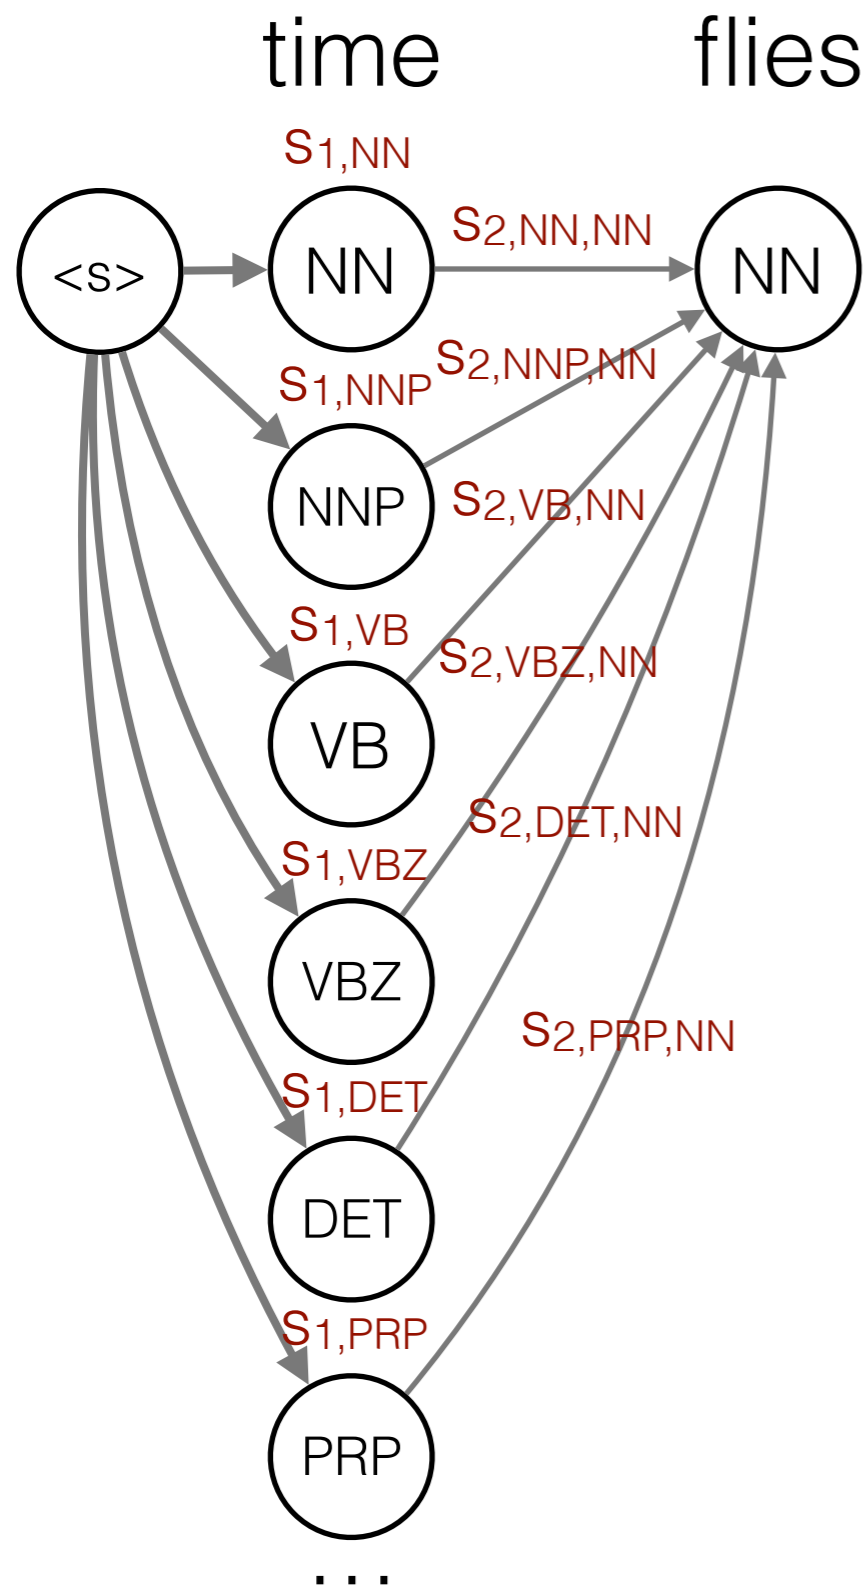 time flies
s1,NN
<s> NN s2,NN,NN NN
s1,NNP s2,NNP,NN
NNP s2,VB,NN
s1,VB s2,VBZ,NN
VB
s2,DET,NN
s1,VBZ
VBZ
s2,PRP,NN
s1,DET
DET
s1,PRP
PRP
...